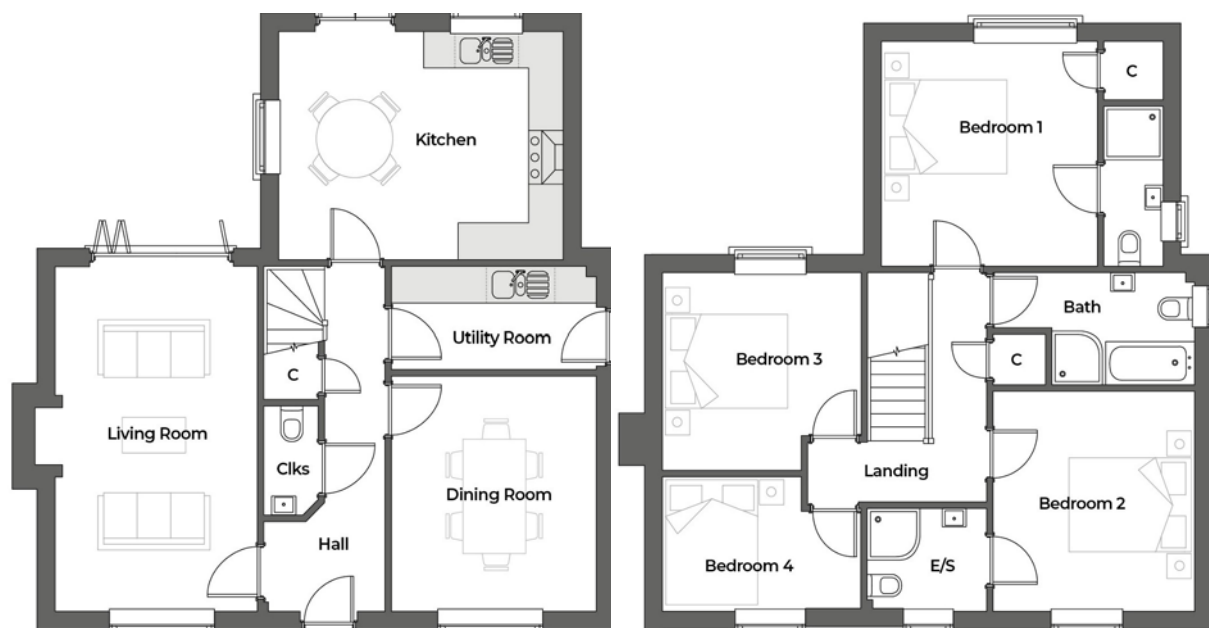 Kitchen
Utility Room
C
Living Room
Clks
Dining Room
Hall
Bedroom 1
C
Bath
Bedroom 3
C
Landing
Bedroom 2
Bedroom 4
E/S